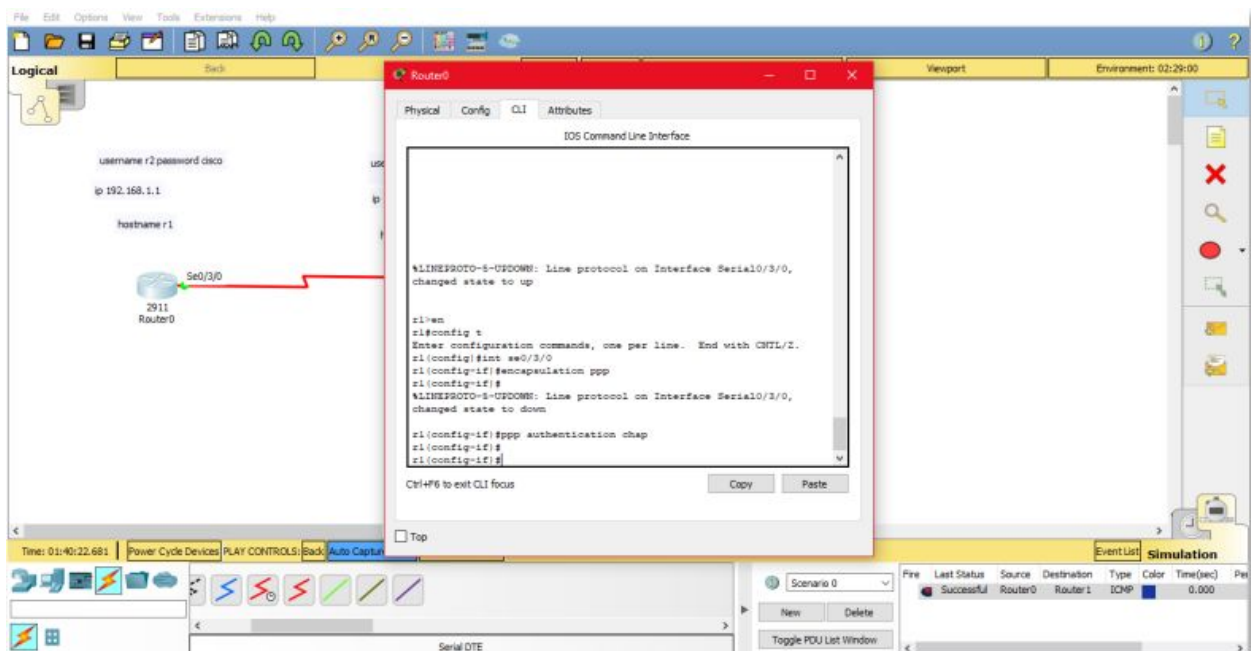 File Edit Options View Tools Extensions Help
Logical
Back
Viewport
Environment: 02:29:00
Router0
Physical Config CLI Attributes
IOS Command Line Interface
username r2 password cisco
use
ip 192.168.1.1
ip
hostname r1
Se0/3/0
2911
Router0
%LINEPROTO-5-UPDOWN: Line protocol on Interface Serial0/3/0,
changed state to up
r1>en
r1#config t
Enter configuration commands, one per line. End with CNTL/Z.
r1(config)#int se0/3/0
r1(config-if)#encapsulation ppp
r1(config-if)#
%LINEPROTO-5-UPDOWN: Line protocol on Interface Serial0/3/0,
changed state to down
r1(config-if)#ppp authentication chap
r1(config-if)#
r1(config-if)#
Ctrl+F6 to exit CLI focus
Copy
Paste
Top
Time: 01:40:22.681
Power Cycle Devices PLAY CONTROLS: Back Auto Captur
Event List
Simulation
Scenario 0
New
Delete
Toggle PDU List Window
Fire Last Status Source Destination Type Color Time(sec) Per
Successful Router0 Router1 ICMP 0.000
Serial DTE